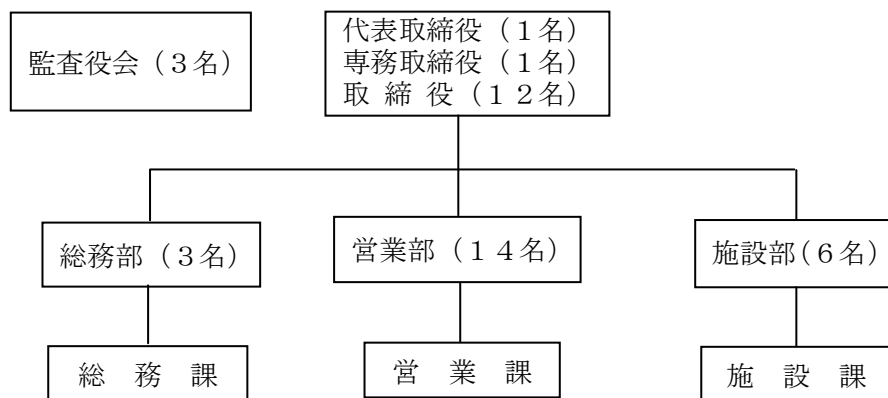 監査役会（３名）
代表取締役（１名）
専務取締役（１名）
取 締 役（１２名）
総務部（３名）
営業部（１４名）
施設部（６名）
総　務　課
営　業　課
施　設　課